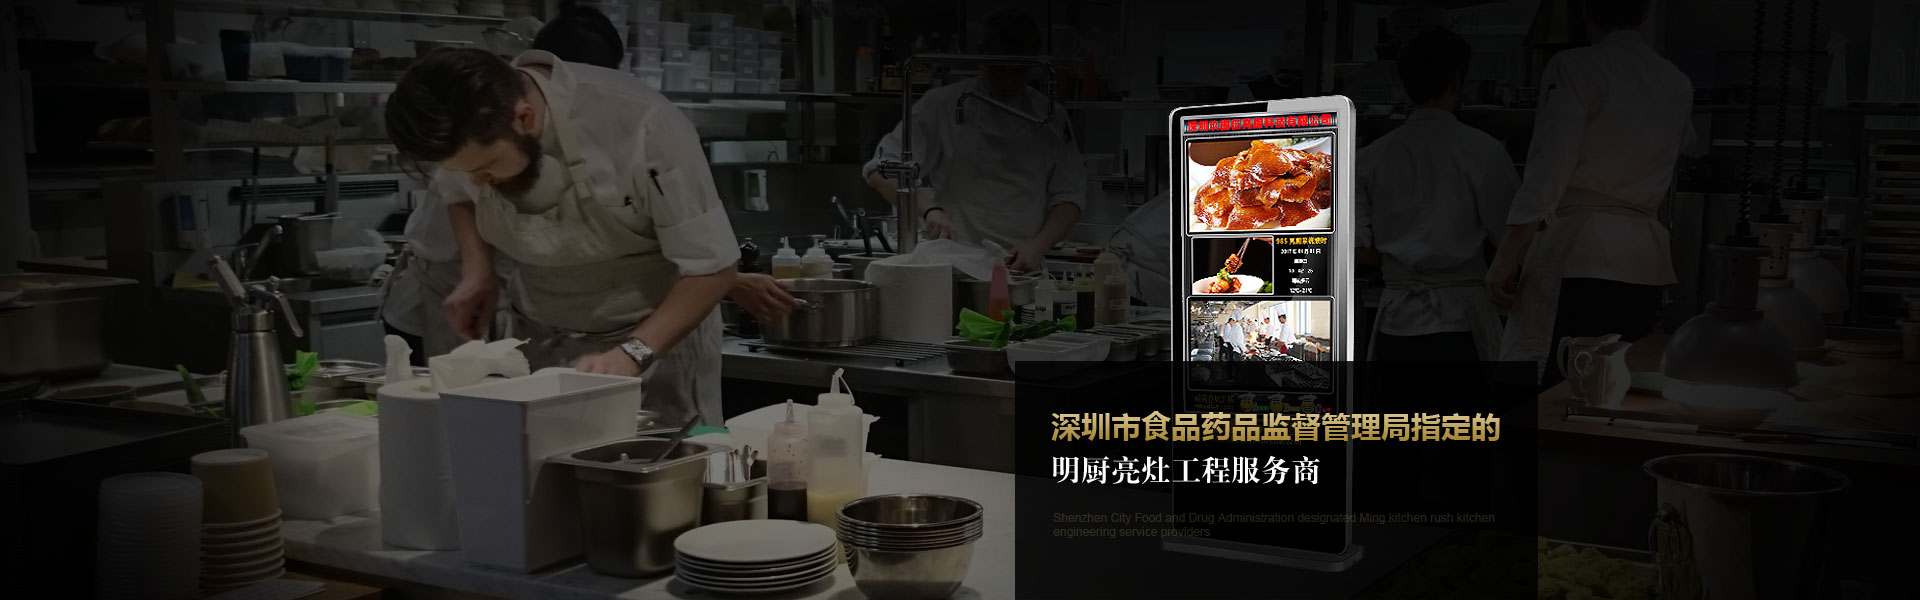 深圳市食品药品监督管理局指定的
明厨亮灶工程服务商
Shenzhen City Food and Drug Administration designated Ming kitchen rush kitchen
engineering service providers